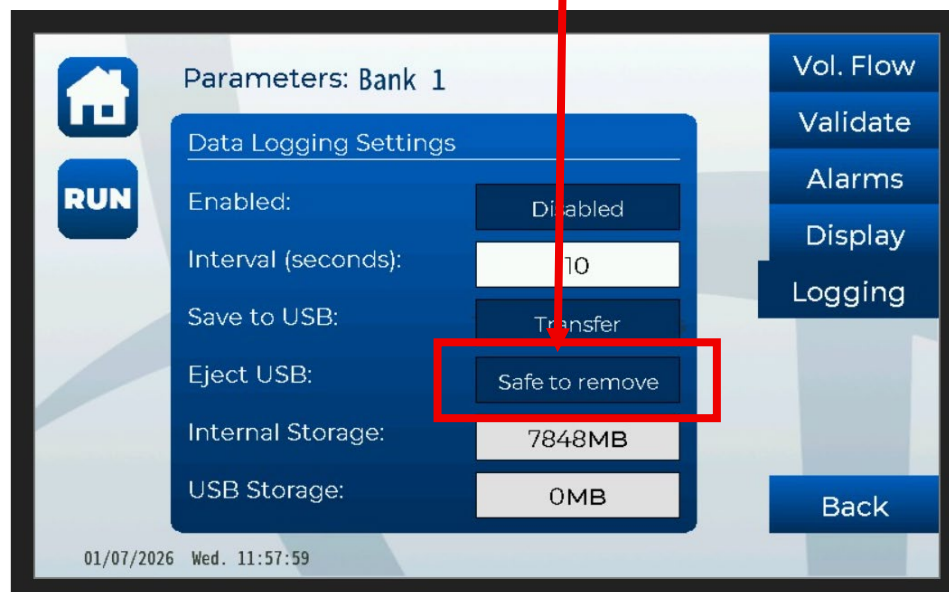 Parameters: Bank 1
RUN
Data Logging Settings
Enabled: Disabled
Interval (seconds): 10
Save to USB: Transfer
Eject USB: Safe to remove
Internal Storage: 7848MB
USB Storage: 0MB
Vol. Flow
Validate
Alarms
Display
Logging
Back
01/07/2026 Wed. 11:57:59